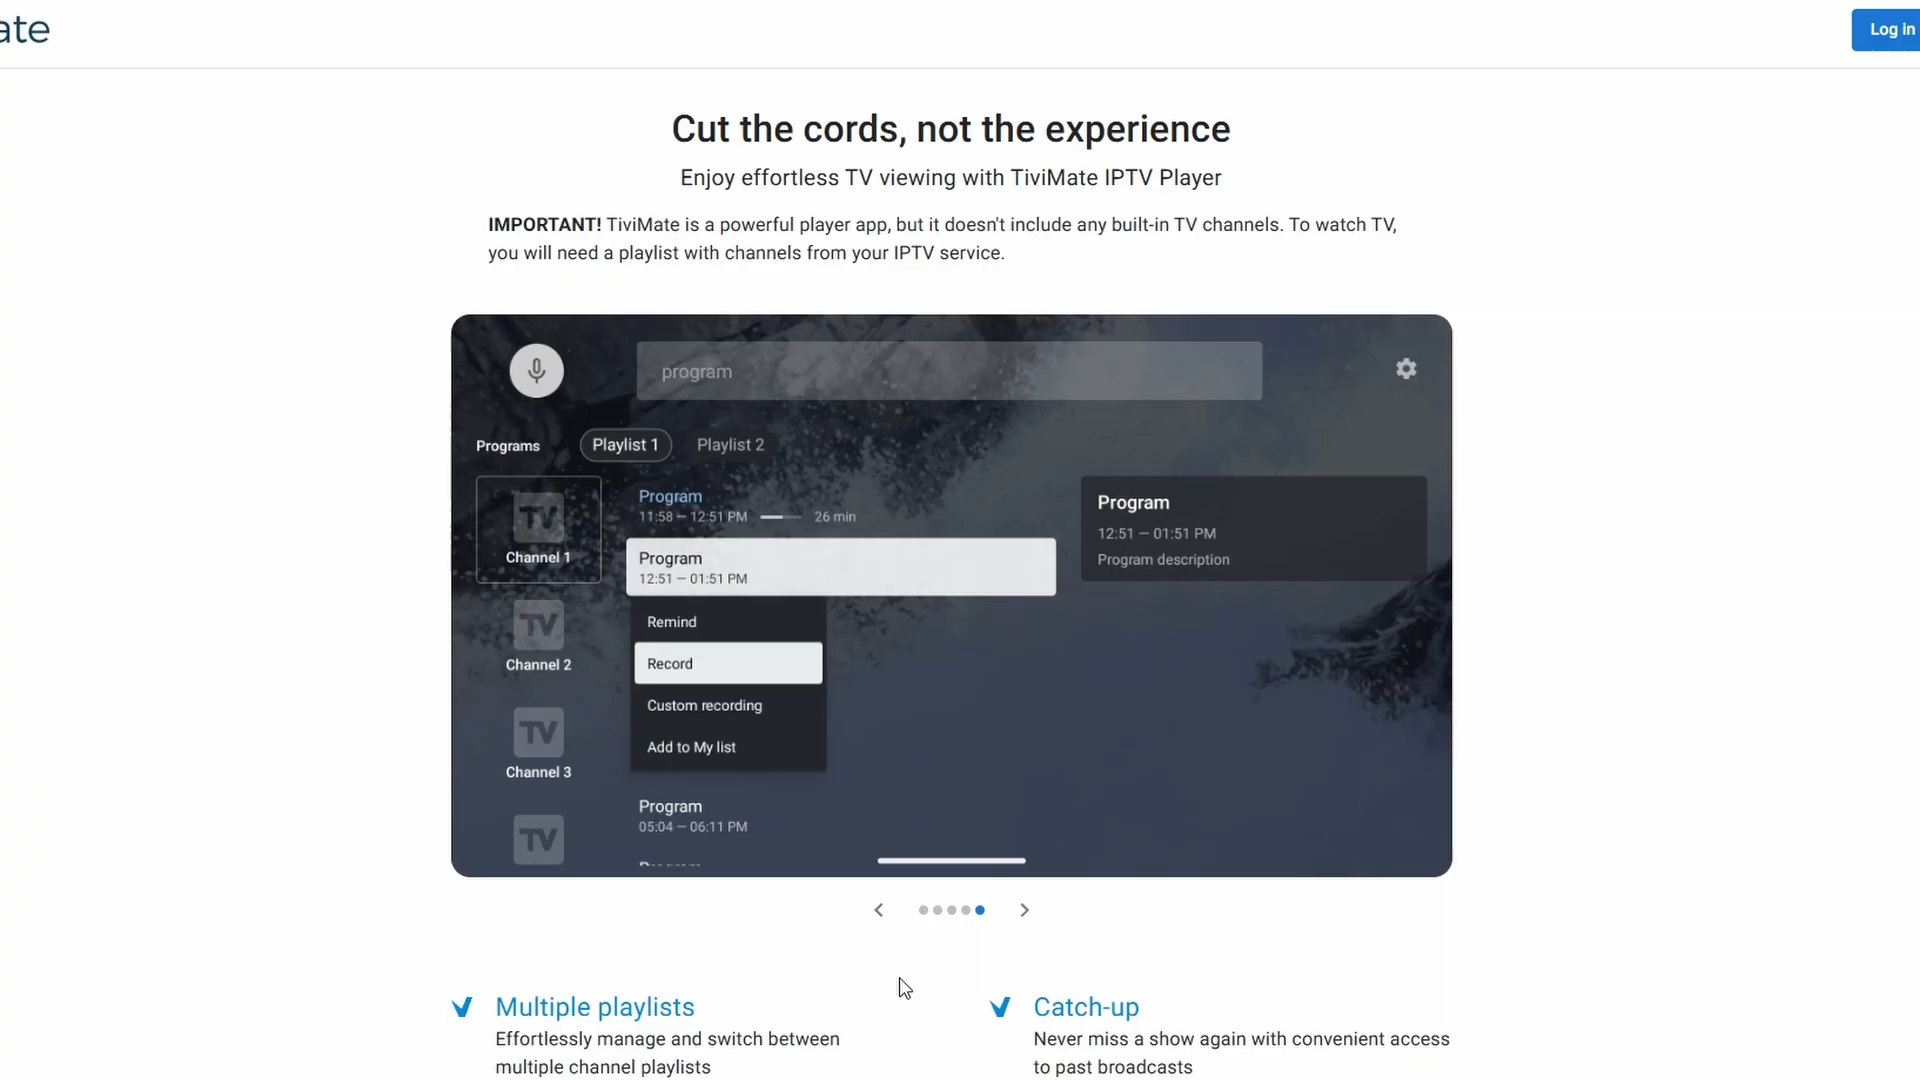 ate
Log in
Cut the cords, not the experience
Enjoy effortless TV viewing with TiviMate IPTV Player
IMPORTANT! TiviMate is a powerful player app, but it doesn't include any built-in TV channels. To watch TV,
you will need a playlist with channels from your IPTV service.
program
Programs
Playlist 1
Playlist 2
TV
Channel 1
Program
11:58 — 12:51 PM
26 min
Program
12:51 — 01:51 PM
Program
12:51 — 01:51 PM
Program description
Remind
Record
Custom recording
Add to My list
TV
Channel 2
TV
Channel 3
TV
Program
05:04 — 06:11 PM
Multiple playlists
Effortlessly manage and switch between
multiple channel playlists
Catch-up
Never miss a show again with convenient access
to past broadcasts